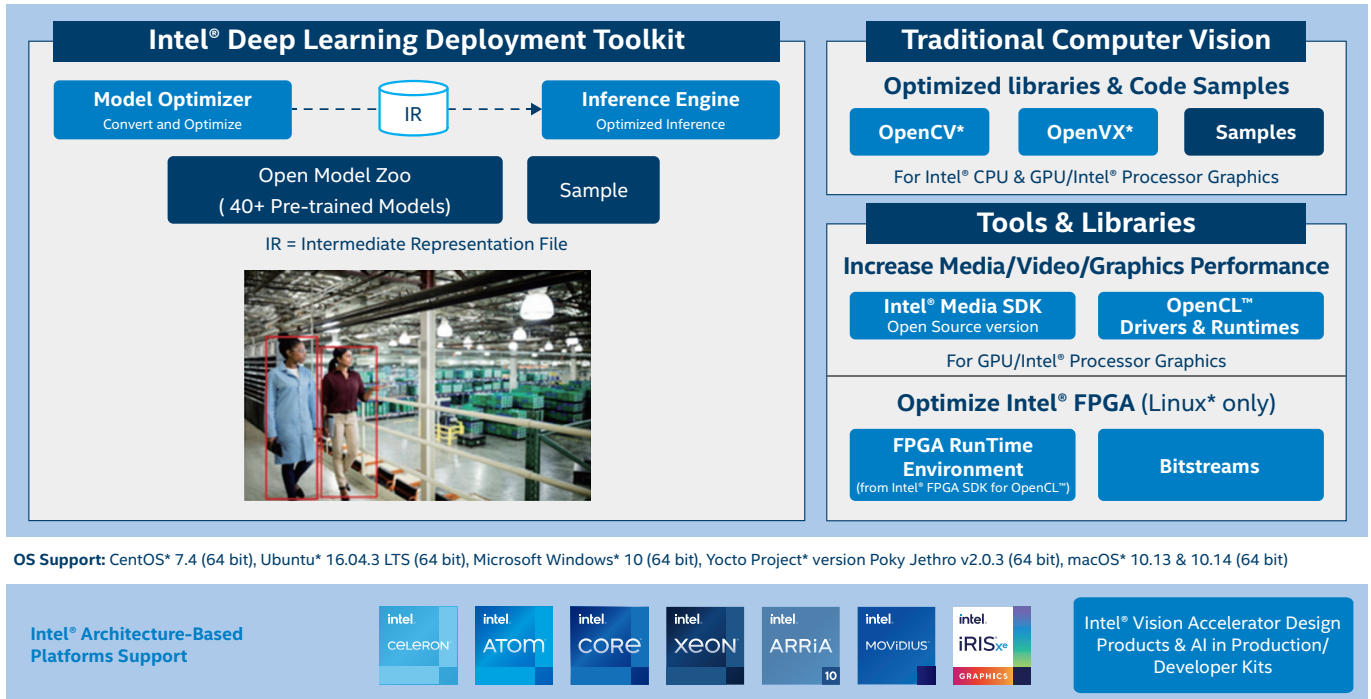 Intel® Deep Learning Deployment Toolkit
Model Optimizer
Convert and Optimize
IR
Inference Engine
Optimized Inference
Open Model Zoo
( 40+ Pre-trained Models)
Sample
IR = Intermediate Representation File
Traditional Computer Vision
Optimized libraries & Code Samples
OpenCV*
OpenVX*
Samples
For Intel® CPU & GPU/Intel® Processor Graphics
Tools & Libraries
Increase Media/Video/Graphics Performance
Intel® Media SDK
Open Source version
OpenCL™
Drivers & Runtimes
For GPU/Intel® Processor Graphics
Optimize Intel® FPGA (Linux* only)
FPGA RunTime
Environment
(from Intel® FPGA SDK for OpenCL™)
Bitstreams
OS Support: CentOS* 7.4 (64 bit), Ubuntu* 16.04.3 LTS (64 bit), Microsoft Windows* 10 (64 bit), Yocto Project* version Poky Jethro v2.0.3 (64 bit), macOS* 10.13 & 10.14 (64 bit)
Intel® Architecture-Based
Platforms Support
intel.
CELERON®
intel.
ATOM®
intel.
CORE®
intel.
XEON®
intel.
ARRIA®
10
intel.
MOVIDIUS®
intel.
iRISxe
GRAPHICS
Intel® Vision Accelerator Design
Products & AI in Production/
Developer Kits